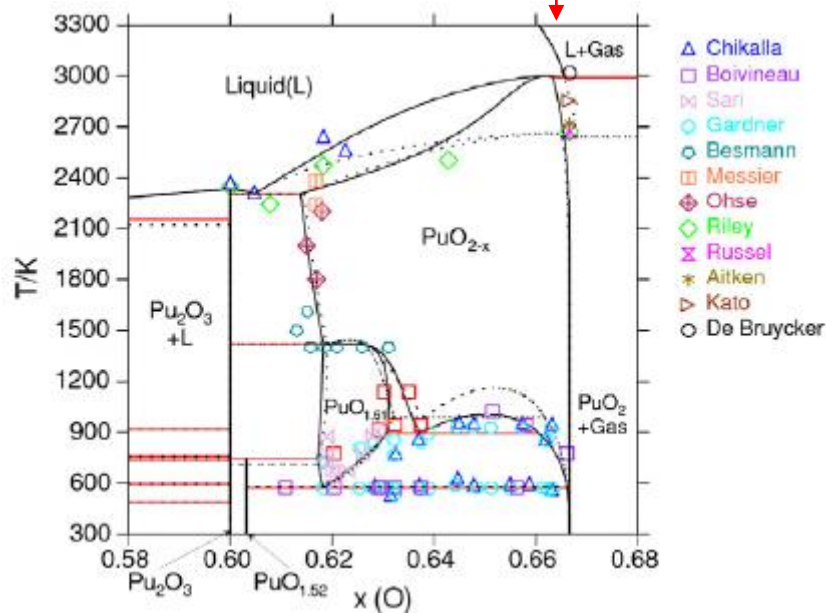 3300
3000
2700
2400
2100
1800
1500
1200
900
600
300
T/K
0.58
0.60
0.62
0.64
0.66
0.68
x (O)
Liquid(L)
L+Gas
PuO2-x
Pu2O3
+L
PuO1.61
PuO2
+Gas
Pu2O3
PuO1.52
Chikalla
Boivineau
Sari
Gardner
Besmann
Messier
Ohse
Riley
Russel
Aitken
Kato
De Bruycker